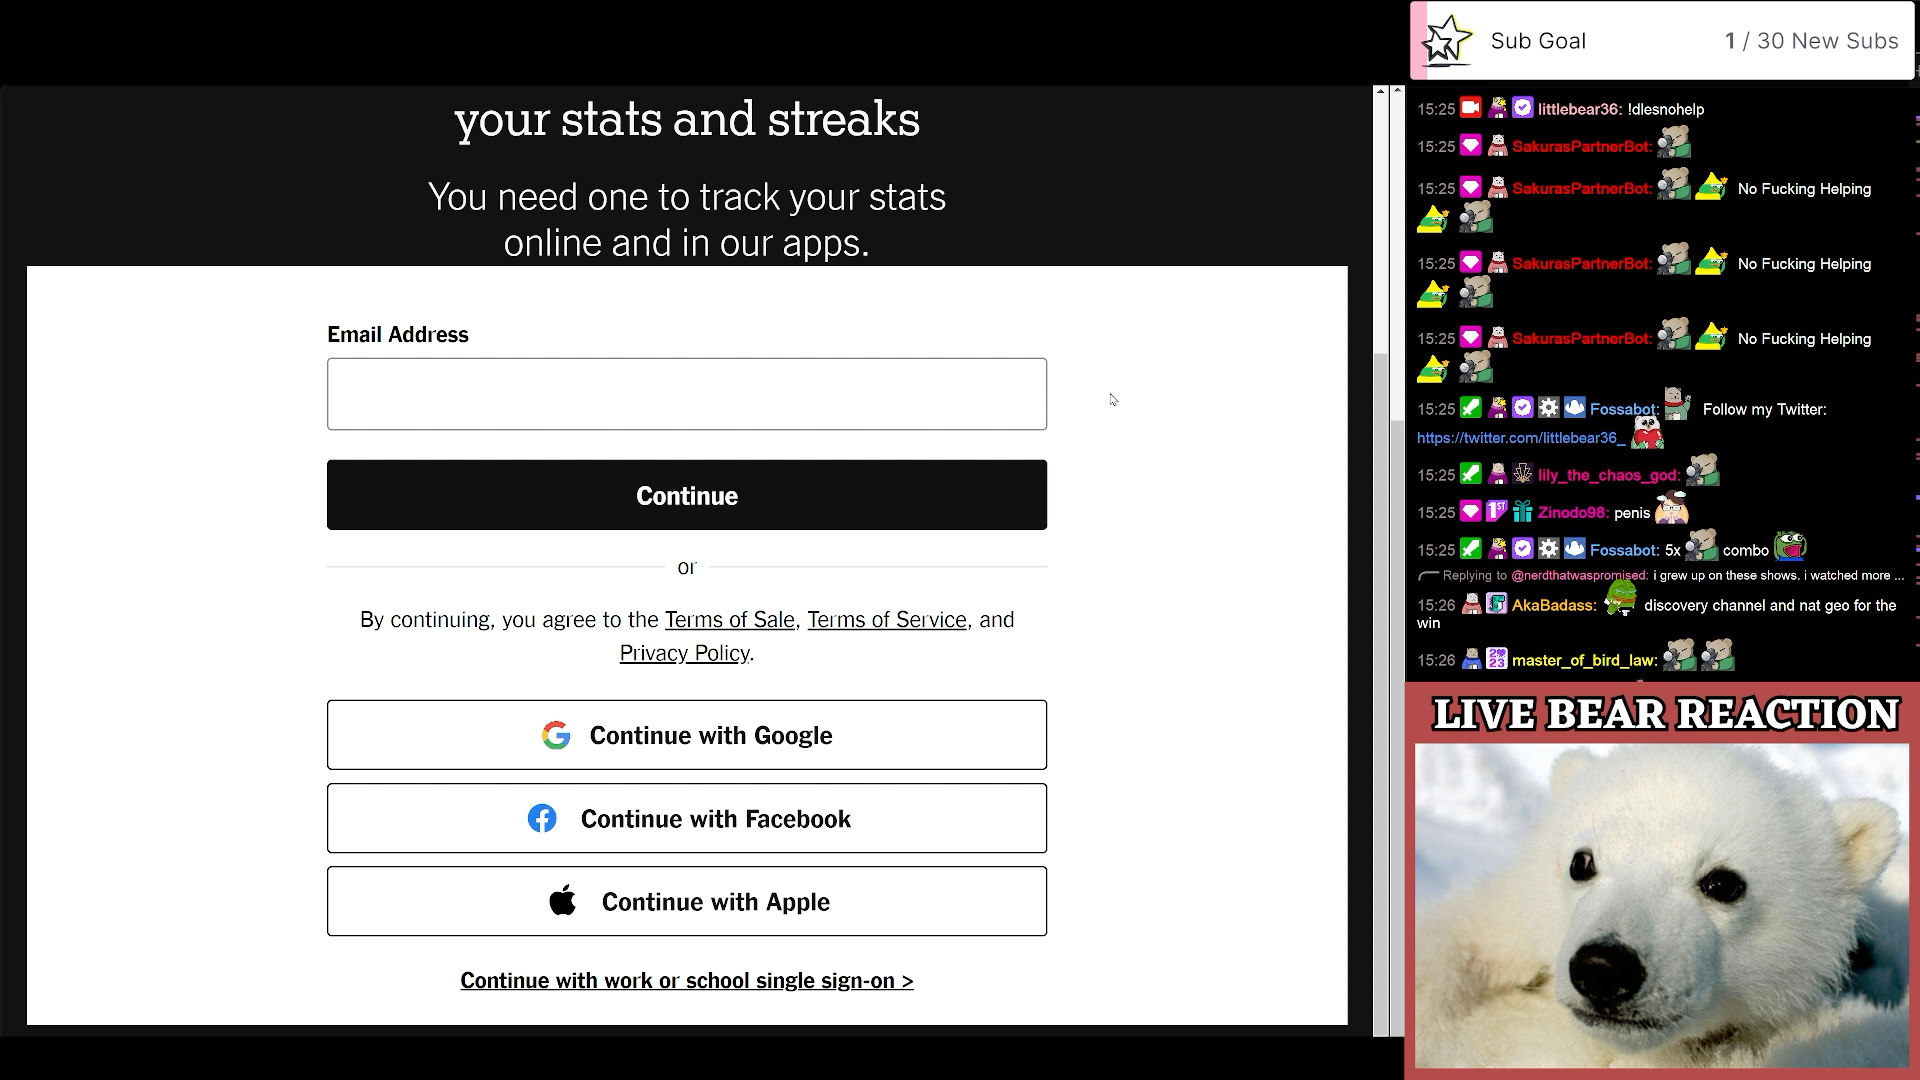 Sub Goal 1 / 30 New Subs
your stats and streaks
You need one to track your stats
online and in our apps.
Email Address
Continue
or
By continuing, you agree to the Terms of Sale, Terms of Service, and
Privacy Policy.
Continue with Google
Continue with Facebook
Continue with Apple
Continue with work or school single sign-on >
15:25 littlebear36: !dlesnohelp
15:25 SakurasPartnerBot:
15:25 SakurasPartnerBot: No Fucking Helping
15:25 SakurasPartnerBot: No Fucking Helping
15:25 SakurasPartnerBot: No Fucking Helping
15:25 Fossabot: Follow my Twitter:
https://twitter.com/littlebear36_
15:25 lily_the_chaos_god:
15:25 1ST Zinodo98: penis
15:25 Fossabot: 5x combo
Replying to @nerdthatwaspromised: i grew up on these shows. i watched more ...
15:26 AkaBadass: discovery channel and nat geo for the
win
15:26 2023 master_of_bird_law:
LIVE BEAR REACTION